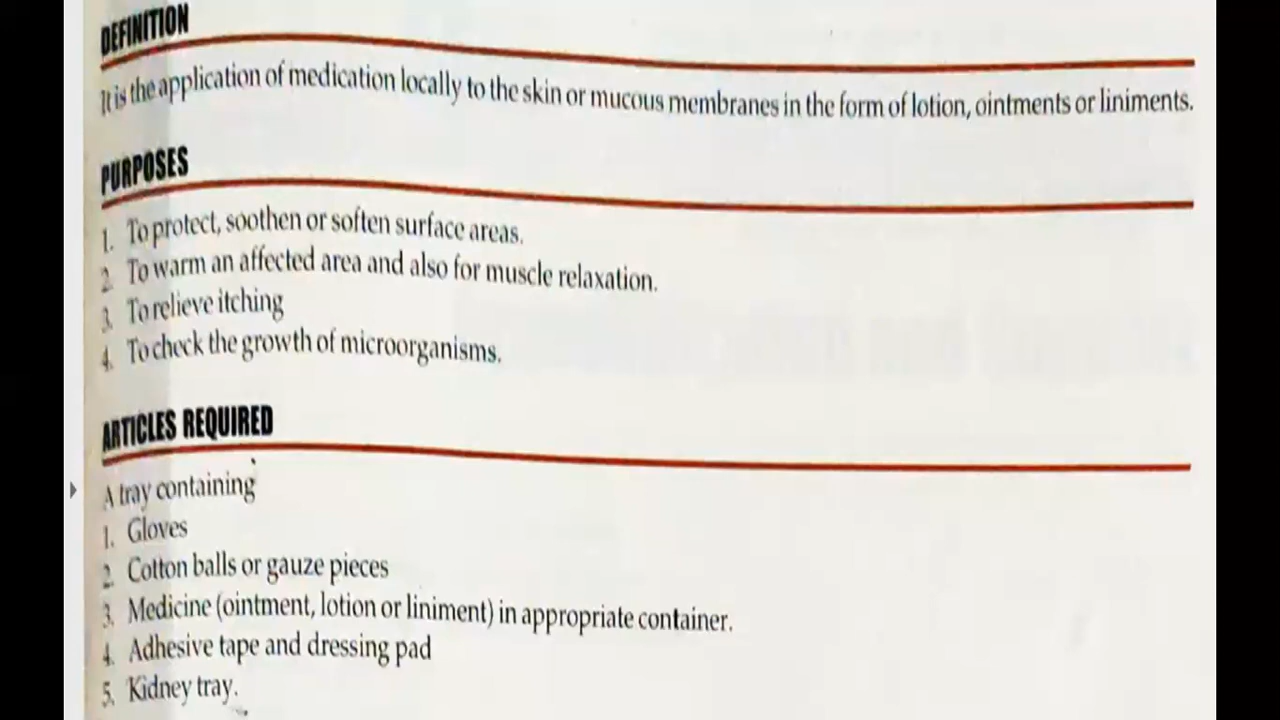 DEFINITION
It is the application of medication locally to the skin or mucous membranes in the form of lotion, ointments or liniments.
PURPOSES
1. To protect, soothen or soften surface areas.
2. To warm an affected area and also for muscle relaxation.
3. To relieve itching
4. To check the growth of microorganisms.
ARTICLES REQUIRED
A tray containing
1. Gloves
2. Cotton balls or gauze pieces
3. Medicine (ointment, lotion or liniment) in appropriate container.
4. Adhesive tape and dressing pad
5. Kidney tray.